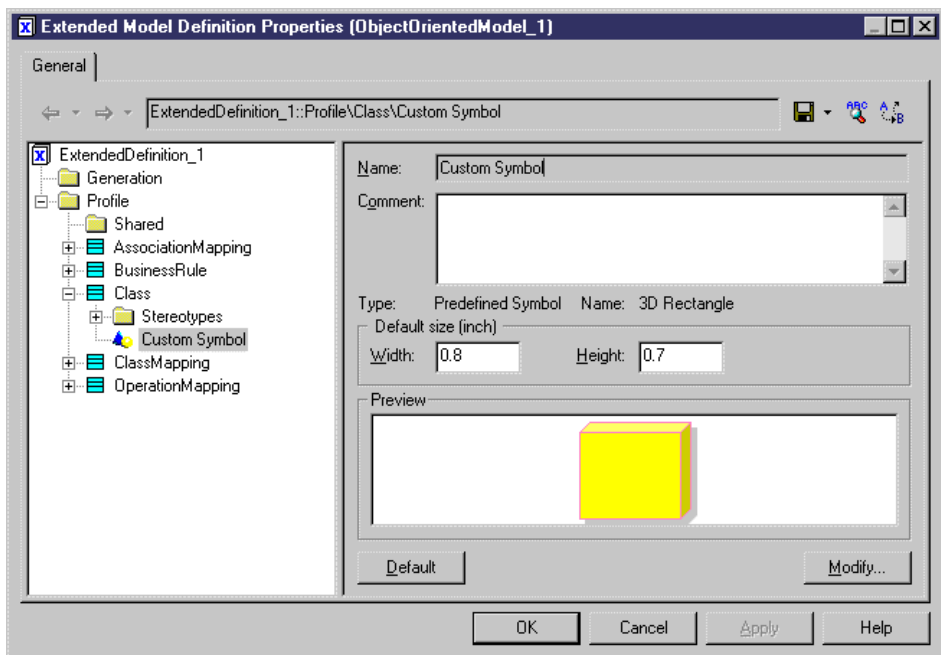 Extended Model Definition Properties (ObjectOrientedModel_1)
General
ExtendedDefinition_1::Profile\Class\Custom Symbol
ABC
A
B
ExtendedDefinition_1
Generation
Profile
Shared
AssociationMapping
BusinessRule
Class
Stereotypes
Custom Symbol
ClassMapping
OperationMapping
Name: Custom Symbol
Comment:
Type: Predefined Symbol Name: 3D Rectangle
Default size (inch)
Width: 0.8 Height: 0.7
Preview
Default Modify...
OK Cancel Apply Help